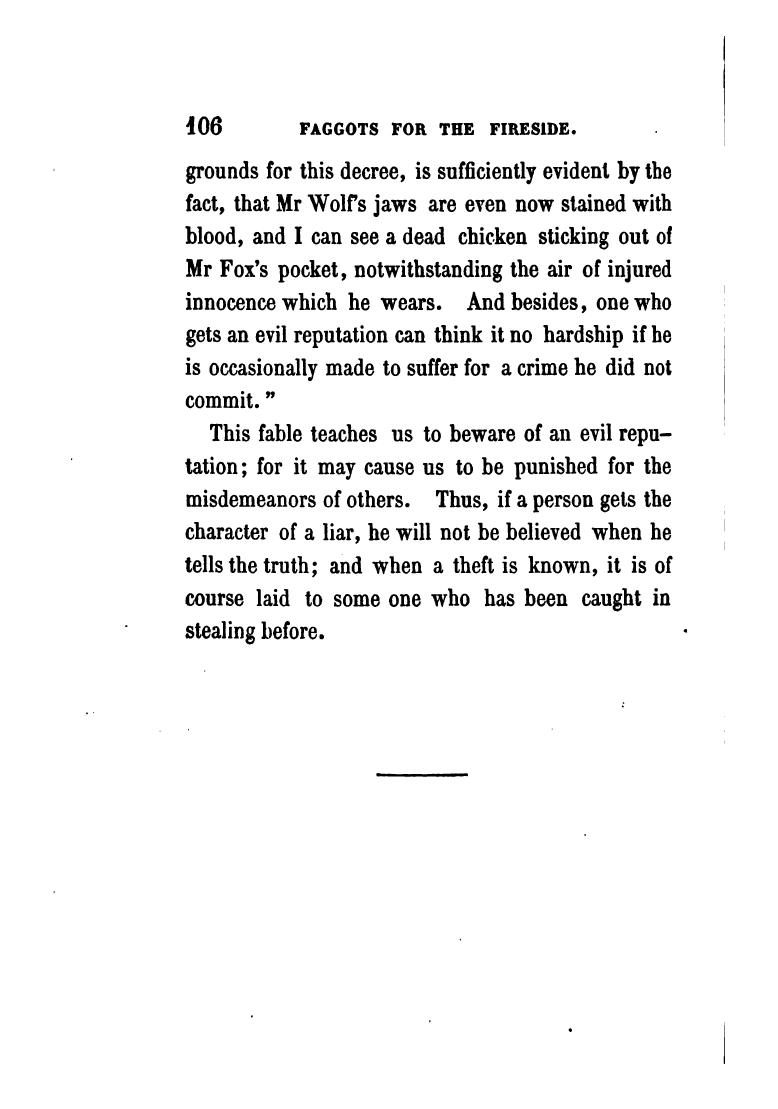 106 FAGGOTS FOR THE FIRESIDE.
grounds for this decree, is sufficiently evident by the
fact, that Mr Wolf's jaws are even now stained with
blood, and I can see a dead chicken sticking out of
Mr Fox's pocket, notwithstanding the air of injured
innocence which he wears. And besides, one who
gets an evil reputation can think it no hardship if he
is occasionally made to suffer for a crime he did not
commit. ”
This fable teaches us to beware of an evil repu-
tation; for it may cause us to be punished for the
misdemeanors of others. Thus, if a person gets the
character of a liar, he will not be believed when he
tells the truth; and when a theft is known, it is of
course laid to some one who has been caught in
stealing before.